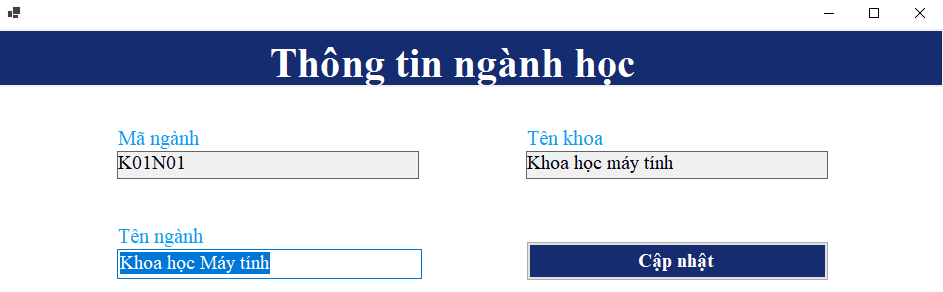 Thông tin ngành học
Mã ngành
K01N01
Tên khoa
Khoa học máy tính
Tên ngành
Khoa học Máy tính
Cập nhật